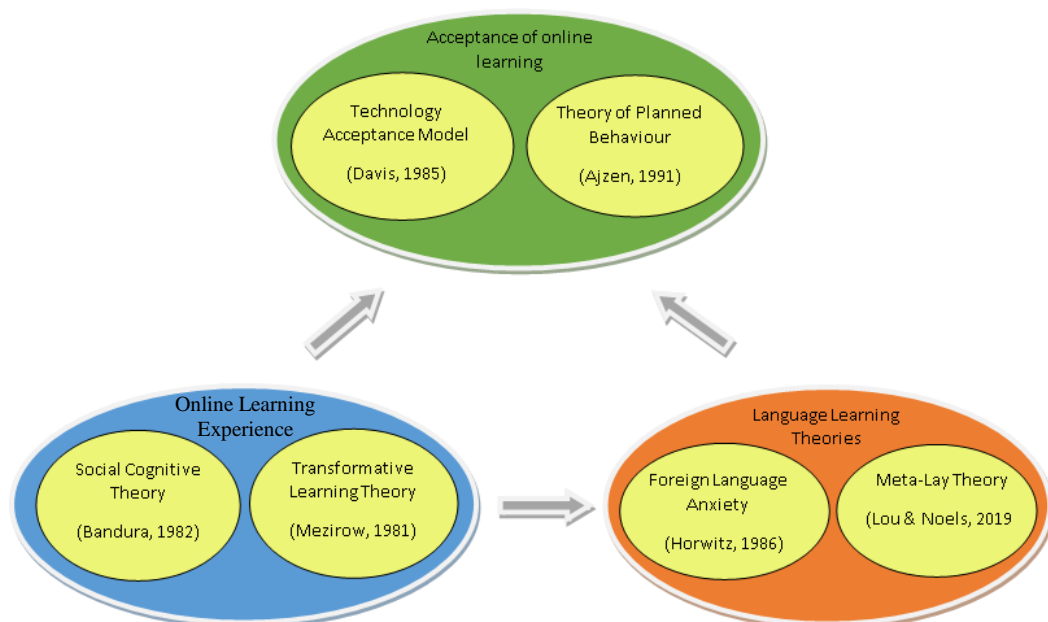 Acceptance of online
learning
Technology
Acceptance Model
(Davis, 1985)
Theory of Planned
Behaviour
(Ajzen, 1991)
Online Learning
Experience
Social Cognitive
Theory
(Bandura, 1982)
Transformative
Learning Theory
(Mezirow, 1981)
Language Learning
Theories
Foreign Language
Anxiety
(Horwitz, 1986)
Meta-Lay Theory
(Lou & Noels, 2019